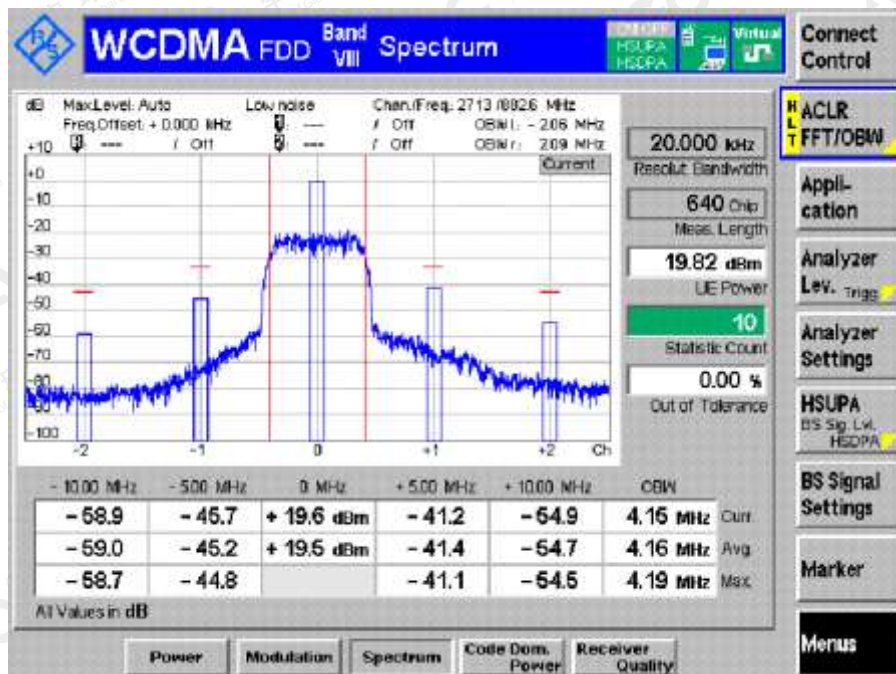 WCDMA FDD Band VIII Spectrum
ON|OFF HSUPA HSDPA
Virtual
Connect Control
dB Max.Level: Auto Low noise Chan./Freq.: 2713 /882.6 MHz
Freq.Offset: + 0.000 kHz 1: --- / Off OBW l: - 2.06 MHz
--- / Off 2: --- / Off OBW r: 2.09 MHz
Current
+10
+0
-10
-20
-30
-40
-50
-60
-70
-80
-90
-100
-2 -1 0 +1 +2 Ch
20.000 kHz
Resolut. Bandwidth
640 Chip
Meas. Length
19.82 dBm
UE Power
10
Statistic Count
0.00 %
Out of Tolerance
- 10.00 MHz - 5.00 MHz 0 MHz + 5.00 MHz + 10.00 MHz OBW
- 58.9 - 45.7 + 19.6 dBm - 41.2 - 54.9 4.15 MHz Curr.
- 59.0 - 45.2 + 19.5 dBm - 41.4 - 54.7 4.16 MHz Avg.
- 58.7 - 44.8 - 41.1 - 54.5 4.19 MHz Max.
All Values in dB
HLT ACLR FFT/OBW
Appli-cation
Analyzer Lev. Trigg.
Analyzer Settings
HSUPA BS Sig. Lvl. HSDPA
BS Signal Settings
Marker
Menus
Power Modulation Spectrum Code Dom. Power Receiver Quality